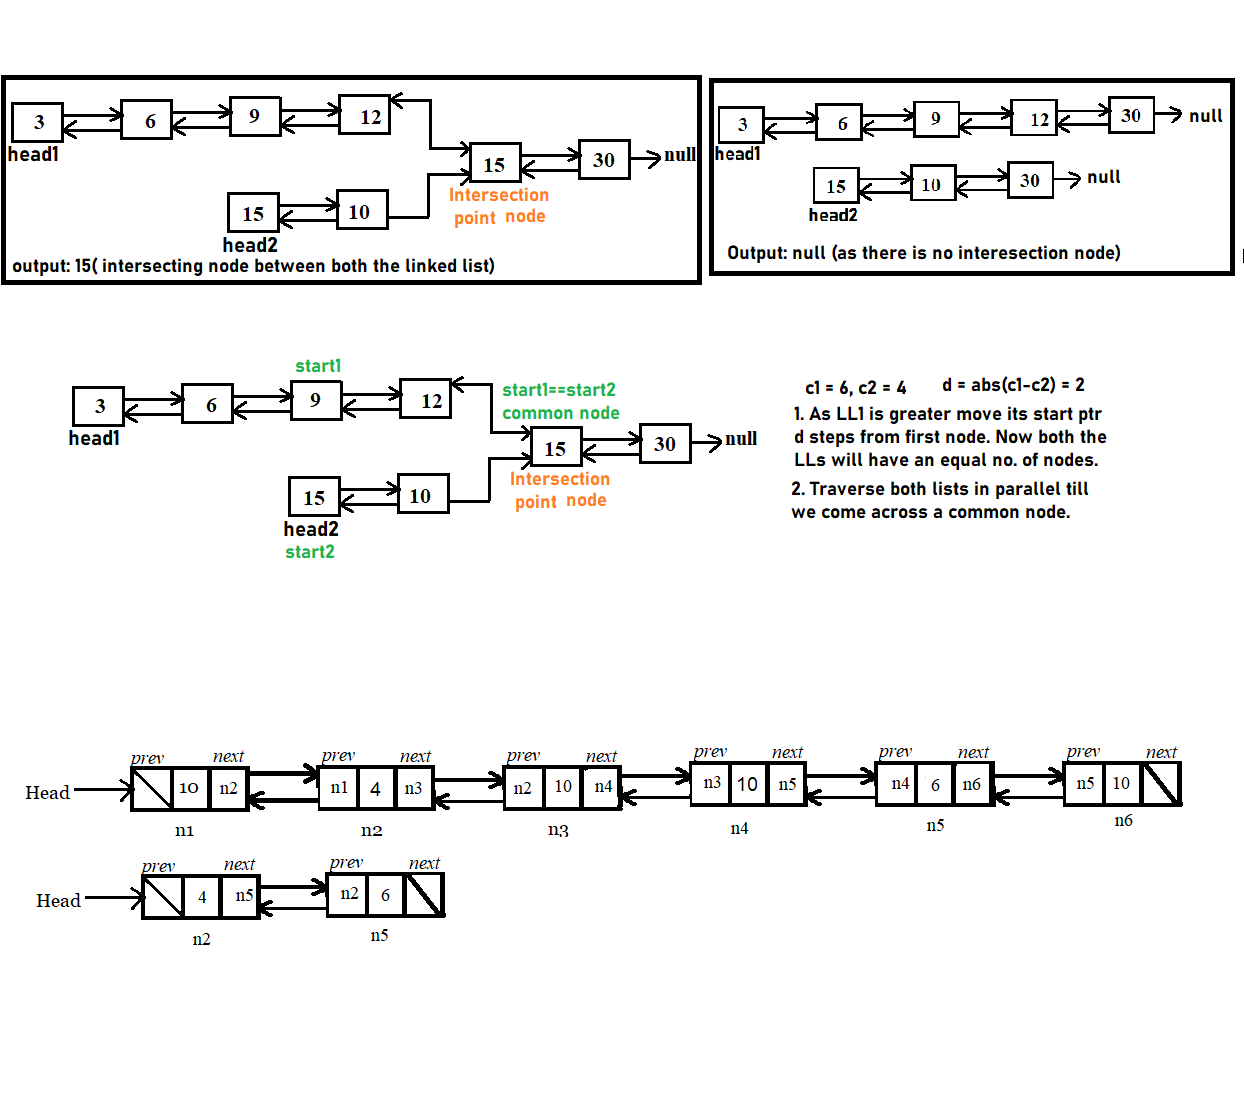 3 6 9 12
head1
15 30 null
Intersection
point node
15 10
head2
output: 15( intersecting node between both the linked list)
3 6 9 12 30 null
head1
15 10 30 null
head2
Output: null (as there is no interesection node)
start1
3 6 9 12
head1
start1==start2
common node
15 30 null
Intersection
point node
15 10
head2
start2
c1 = 6, c2 = 4 d = abs(c1-c2) = 2
1. As LL1 is greater move its start ptr
d steps from first node. Now both the
LLs will have an equal no. of nodes.
2. Traverse both lists in parallel till
we come across a common node.
prev next prev next prev next prev next prev next prev next
Head 10 n2 n1 4 n3 n2 10 n4 n3 10 n5 n4 6 n6 n5 10
n1 n2 n3 n4 n5 n6
prev next prev next
Head 4 n5 n2 6
n2 n5